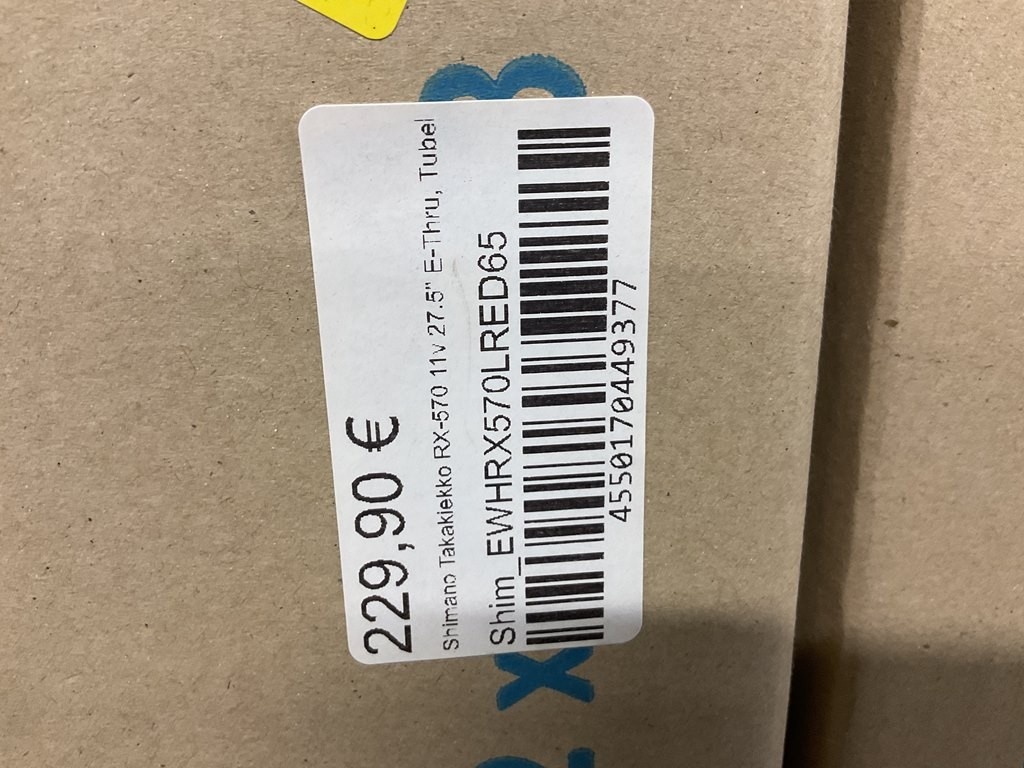 229,90 €
Shimano Takakiekko RX-570 11v 27.5" E-Thru, Tubel
Shim_EWHRX570LRED65
4550170449377
x